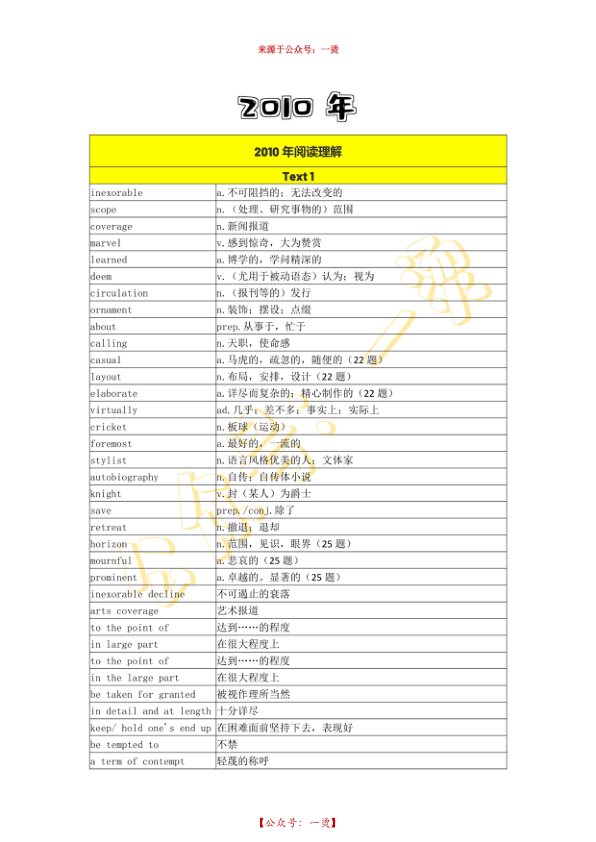 来源于公众号：一烫
2010 年
2010 年阅读理解
Text 1
inexorable a.不可阻挡的；无法改变的
scope n.（处理、研究事物的）范围
coverage n.新闻报道
marvel v.感到惊奇，大为赞赏
learned a.博学的，学问精深的
deem v.（尤用于被动语态）认为；视为
circulation n.（报刊等的）发行
ornament n.装饰；摆设；点缀
about prep.从事于，忙于
calling n.天职，使命感
casual a.马虎的，疏忽的，随便的（22 题）
layout n.布局，安排，设计（22 题）
elaborate a.详尽而复杂的；精心制作的（22 题）
virtually ad.几乎；差不多；事实上；实际上
cricket n.板球（运动）
foremost a.最好的，一流的
stylist n.语言风格优美的人；文体家
autobiography n.自传；自传体小说
knight v.封（某人）为爵士
save prep./conj.除了
retreat n.撤退；退却
horizon n.范围，见识，眼界（25 题）
mournful a.悲哀的（25 题）
prominent a.卓越的。显著的（25 题）
inexorable decline 不可遏止的衰落
arts coverage 艺术报道
to the point of 达到……的程度
in large part 在很大程度上
to the point of 达到……的程度
in the large part 在很大程度上
be taken for granted 被视作理所当然
in detail and at length 十分详尽
keep/ hold one's end up 在困难面前坚持下去，表现好
be tempted to 不禁
a term of contempt 轻蔑的称呼
【公众号：一烫】